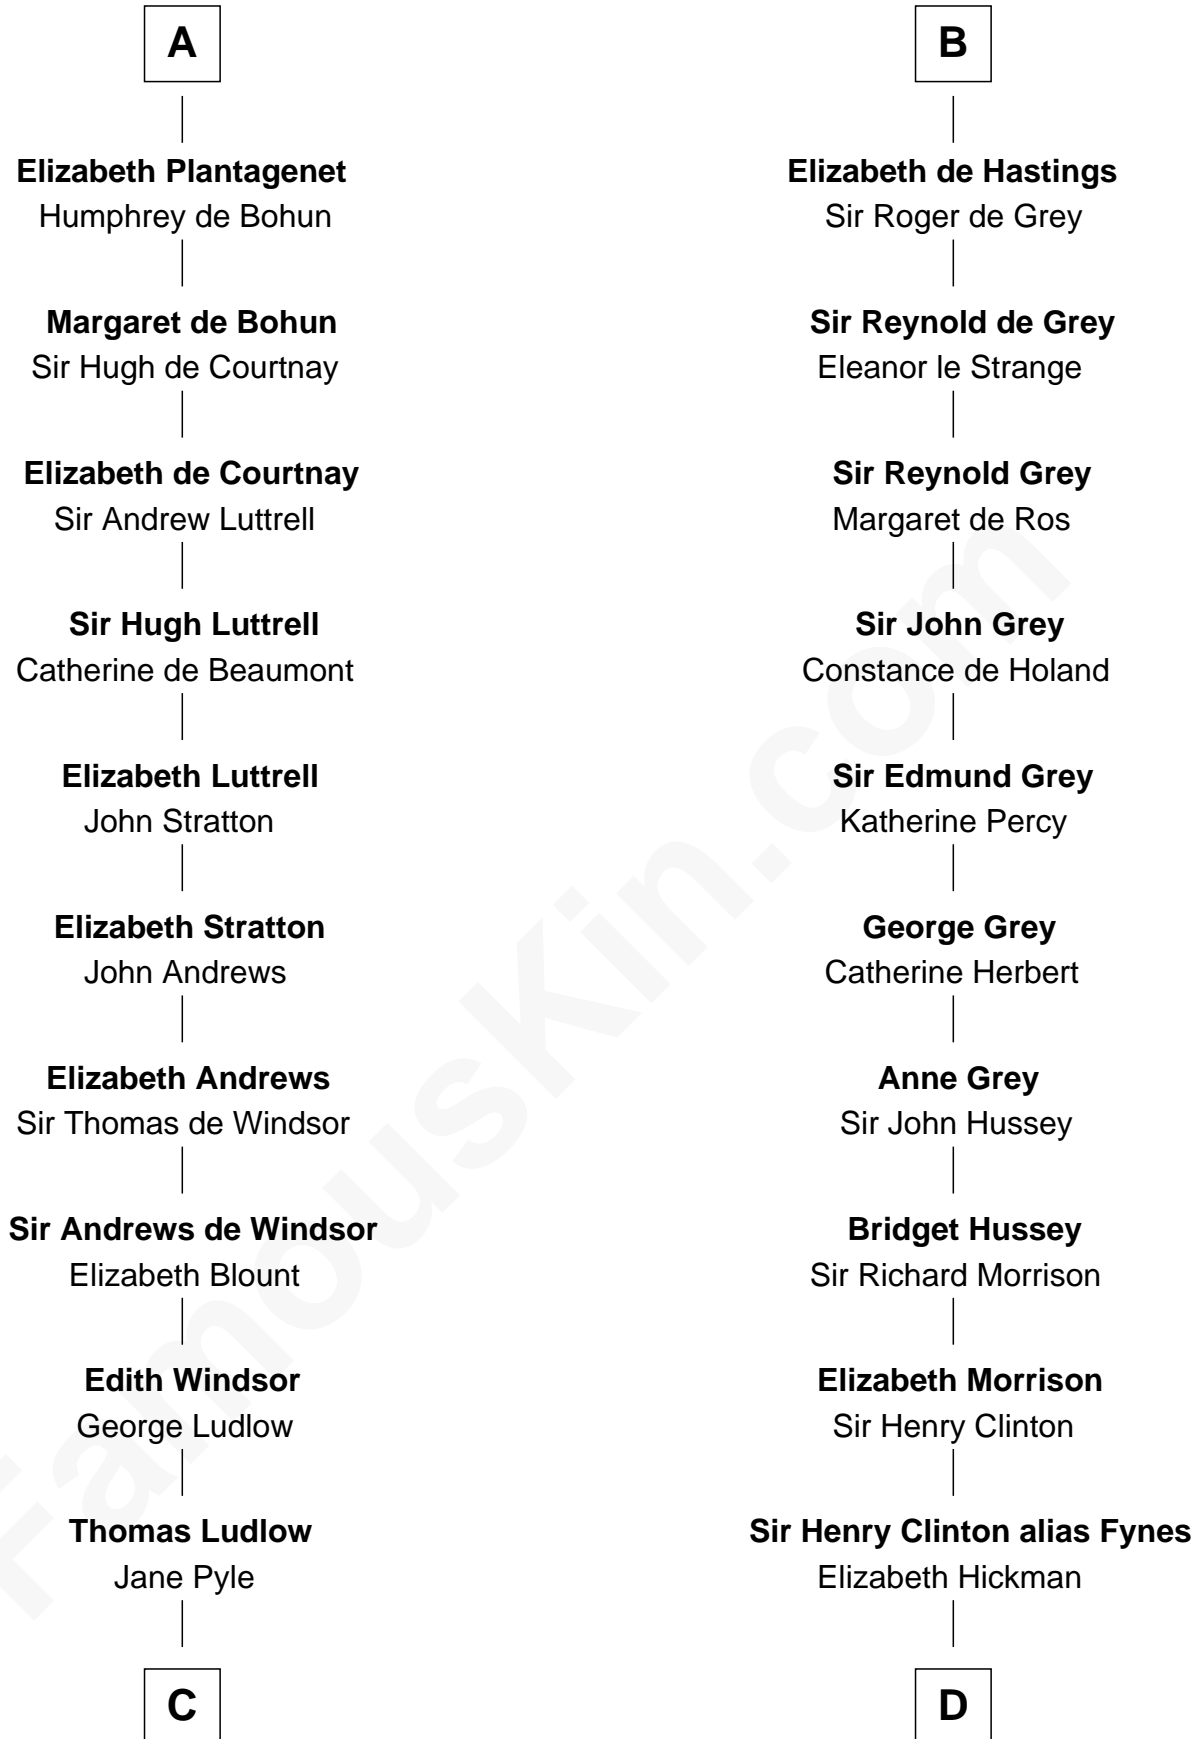 A
Elizabeth Plantagenet
Humphrey de Bohun
Margaret de Bohun
Sir Hugh de Courtnay
Elizabeth de Courtnay
Sir Andrew Luttrell
Sir Hugh Luttrell
Catherine de Beaumont
Elizabeth Luttrell
John Stratton
Elizabeth Stratton
John Andrews
Elizabeth Andrews
Sir Thomas de Windsor
Sir Andrews de Windsor
Elizabeth Blount
Edith Windsor
George Ludlow
Thomas Ludlow
Jane Pyle
C
B
Elizabeth de Hastings
Sir Roger de Grey
Sir Reynold de Grey
Eleanor le Strange
Sir Reynold Grey
Margaret de Ros
Sir John Grey
Constance de Holand
Sir Edmund Grey
Katherine Percy
George Grey
Catherine Herbert
Anne Grey
Sir John Hussey
Bridget Hussey
Sir Richard Morrison
Elizabeth Morrison
Sir Henry Clinton
Sir Henry Clinton alias Fynes
Elizabeth Hickman
D
FamousKin.com